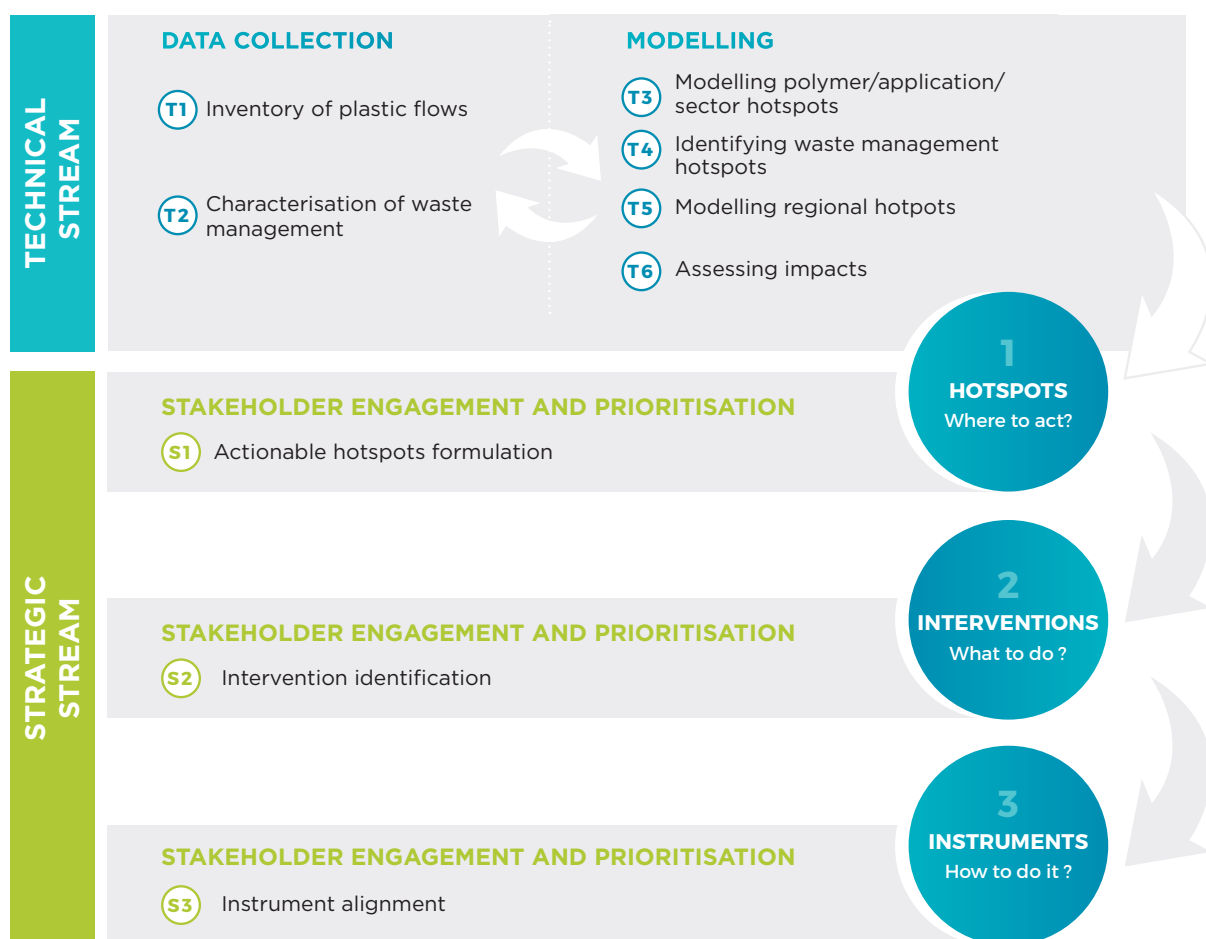 TECHNICAL
STREAM
DATA COLLECTION
T1 Inventory of plastic flows
T2 Characterisation of waste
management
MODELLING
T3 Modelling polymer/application/
sector hotspots
T4 Identifying waste management
hotspots
T5 Modelling regional hotpots
T6 Assessing impacts
1
HOTSPOTS
Where to act?
STRATEGIC
STREAM
STAKEHOLDER ENGAGEMENT AND PRIORITISATION
S1 Actionable hotspots formulation
2
INTERVENTIONS
What to do ?
STAKEHOLDER ENGAGEMENT AND PRIORITISATION
S2 Intervention identification
3
INSTRUMENTS
How to do it ?
STAKEHOLDER ENGAGEMENT AND PRIORITISATION
S3 Instrument alignment